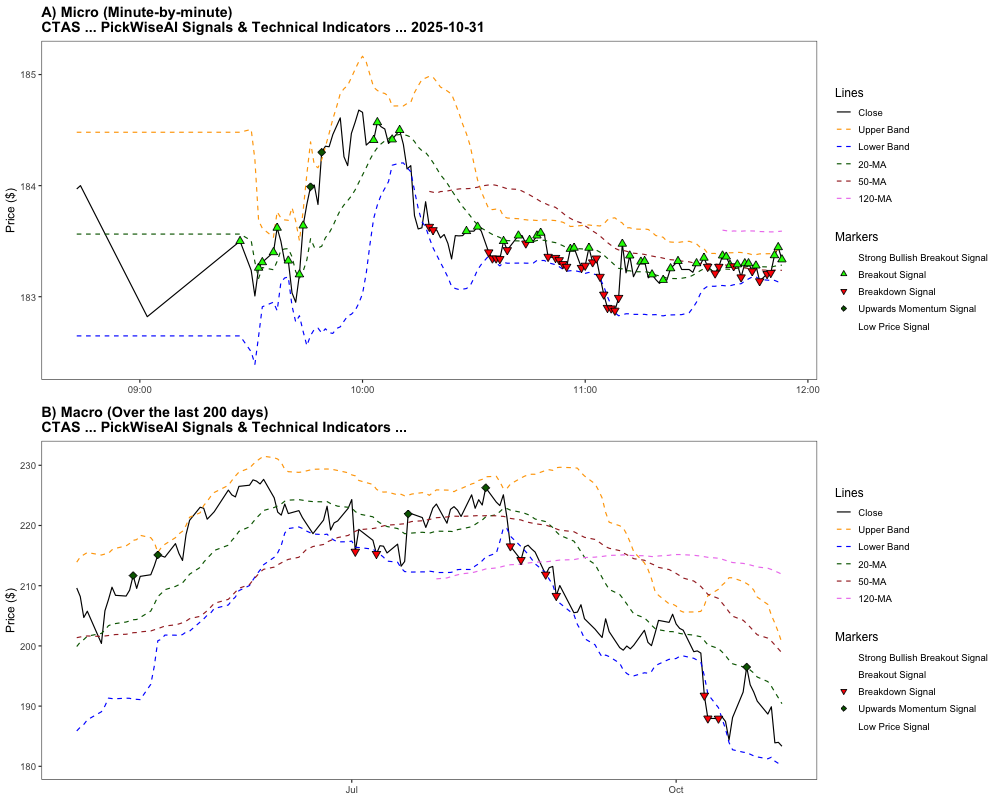 A) Micro (Minute-by-minute)
CTAS ... PickWiseAI Signals & Technical Indicators ... 2025-10-31
Price ($)
185
184
183
09:00
10:00
11:00
12:00
Lines
Close
Upper Band
Lower Band
20-MA
50-MA
120-MA
Markers
Strong Bullish Breakout Signal
Breakout Signal
Breakdown Signal
Upwards Momentum Signal
Low Price Signal
B) Macro (Over the last 200 days)
CTAS ... PickWiseAI Signals & Technical Indicators ...
Price ($)
230
220
210
200
190
180
Jul
Oct
Lines
Close
Upper Band
Lower Band
20-MA
50-MA
120-MA
Markers
Strong Bullish Breakout Signal
Breakout Signal
Breakdown Signal
Upwards Momentum Signal
Low Price Signal